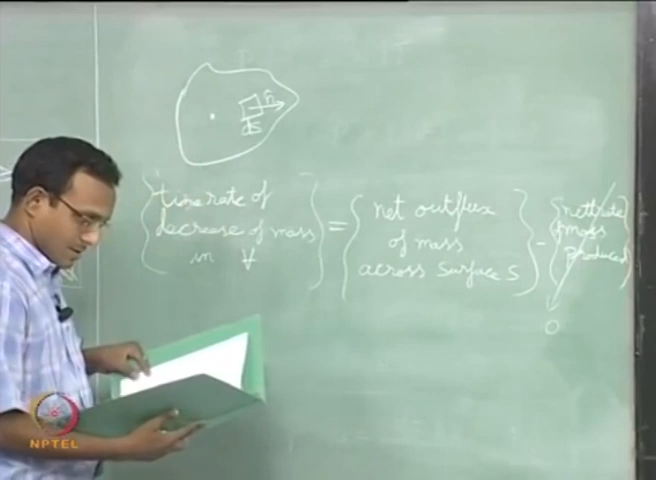 n̂
ds
time rate of
decrease of mass
in V
=
net outflux
of mass
across surface S
-
net rate
of mass
produced
0
NPTEL